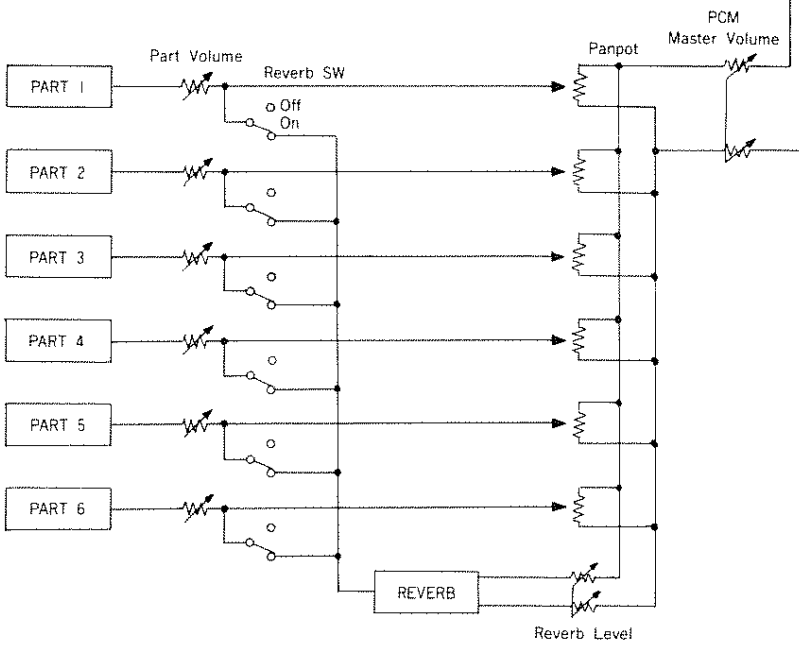 PCM
Master Volume
Part Volume
Reverb SW
Panpot
PART 1
Off
On
PART 2
PART 3
PART 4
PART 5
PART 6
REVERB
Reverb Level